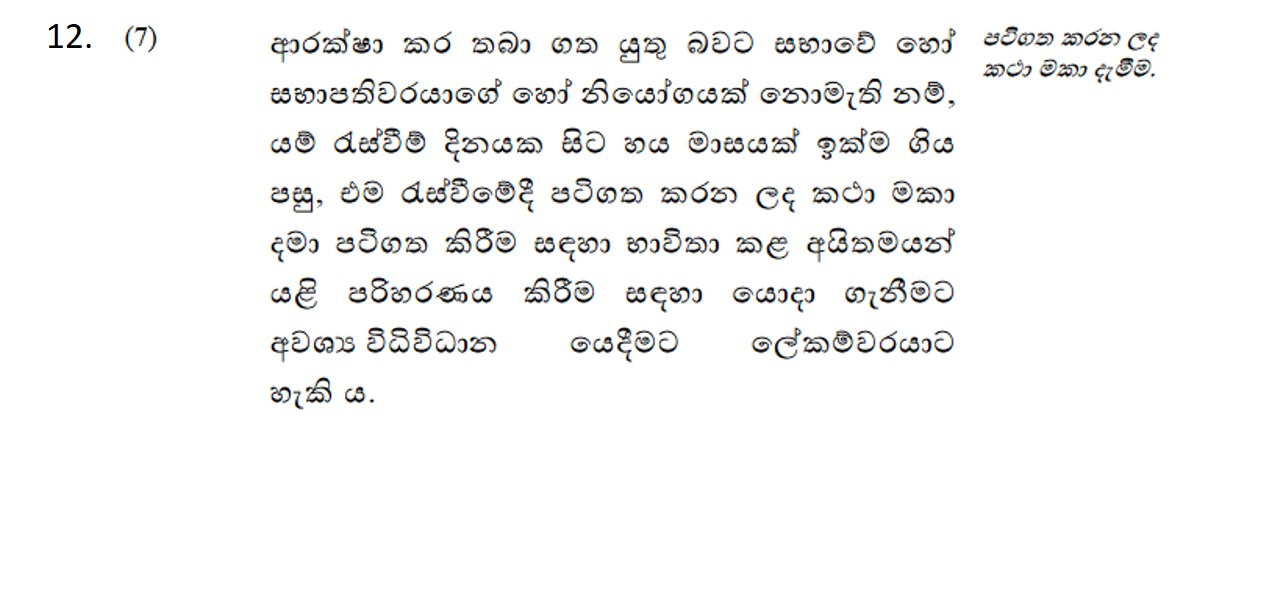 12. (7)
ආරක්ෂා කර තබා ගත යුතු බවට සභාවේ හෝ
සභාපතිවරයාගේ හෝ නියෝගයක් නොමැති නම්,
යම් රැස්වීම් දිනයක සිට හය මාසයක් ඉක්ම ගිය
පසු, එම රැස්වීමේදී පටිගත කරන ලද කථා මකා
දමා පටිගත කිරීම සඳහා භාවිතා කළ අයිතමයන්
යළි පරිහරණය කිරීම සඳහා යොදා ගැනීමට
අවශ්‍ය විධිවිධාන යෙදීමට ලේකම්වරයාට
හැකි ය.
පටිගත කරන ලද
කථා මකා දැමීම.